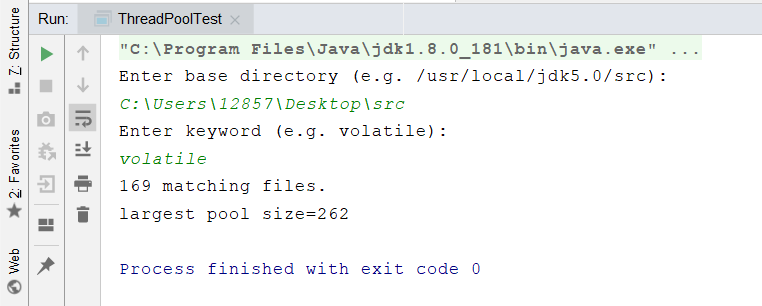 Run: ThreadPoolTest
7: Structure
2: Favorites
Web
"C:\Program Files\Java\jdk1.8.0_181\bin\java.exe" ...
Enter base directory (e.g. /usr/local/jdk5.0/src):
C:\Users\12857\Desktop\src
Enter keyword (e.g. volatile):
volatile
169 matching files.
largest pool size=262
Process finished with exit code 0